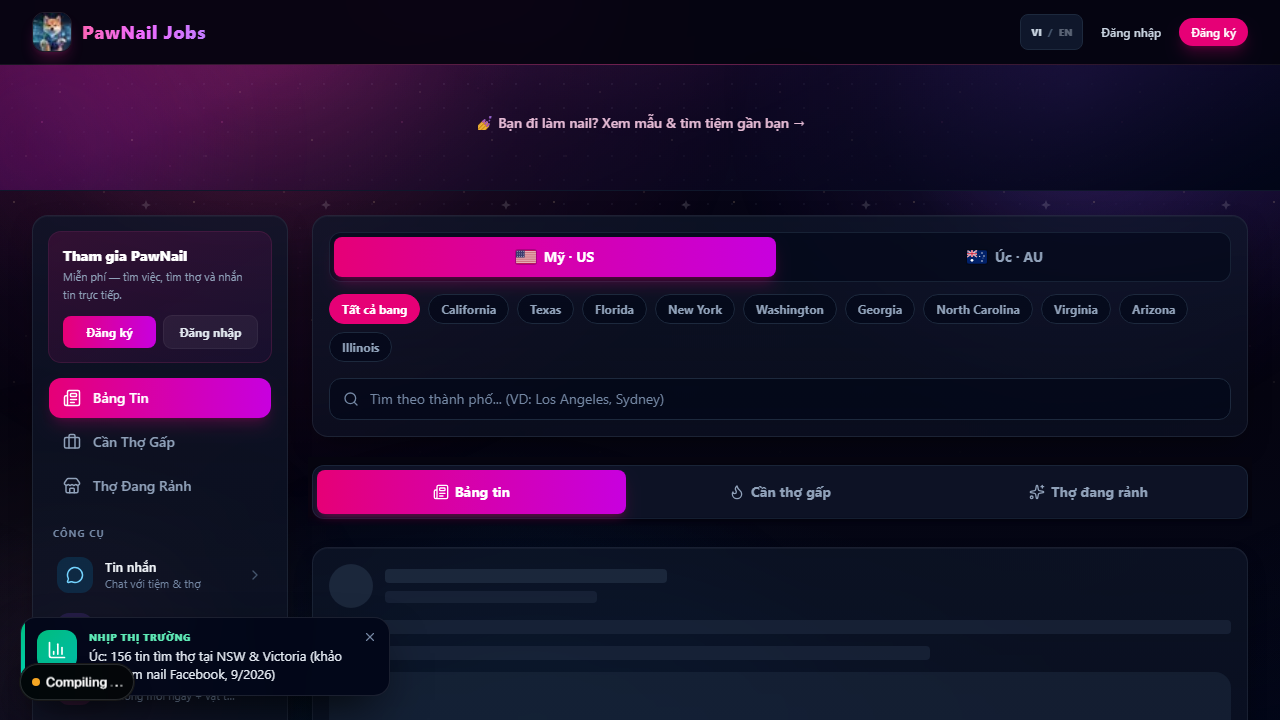 PawNail Jobs
VI / EN
Đăng nhập
Đăng ký
💅 Bạn đi làm nail? Xem mẫu & tìm tiệm gần bạn →
Tham gia PawNail
Miễn phí — tìm việc, tìm thợ và nhắn
tin trực tiếp.
Đăng ký
Đăng nhập
Bảng Tin
Cần Thợ Gấp
Thợ Đang Rảnh
CÔNG CỤ
Tin nhắn
Chat với tiệm & thợ
Mỹ · US
Úc · AU
Tất cả bang
California
Texas
Florida
New York
Washington
Georgia
North Carolina
Virginia
Arizona
Illinois
Tìm theo thành phố... (VD: Los Angeles, Sydney)
Bảng tin
Cần thợ gấp
Thợ đang rảnh
NHỊP THỊ TRƯỜNG
Úc: 156 tin tìm thợ tại NSW & Victoria (khảo
nail Facebook, 9/2026)
Compiling ...